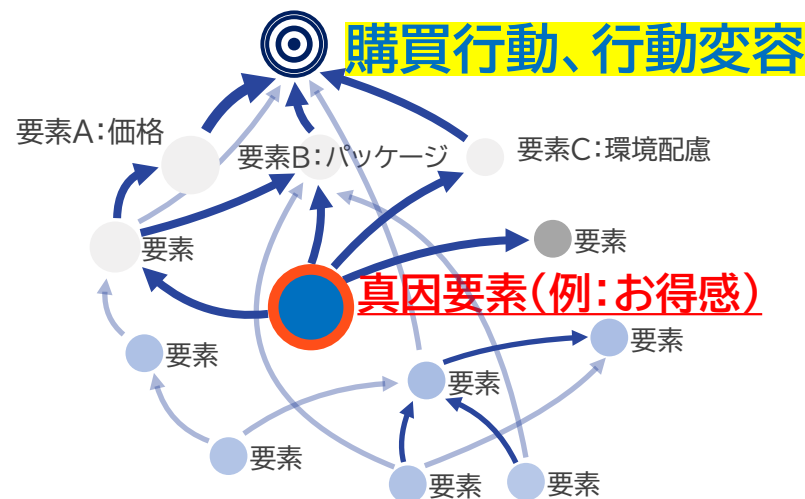 購買行動、行動変容
要素A：価格
要素B：パッケージ
要素C：環境配慮
要素
要素
真因要素（例：お得感）
要素
要素
要素
要素
要素
要素